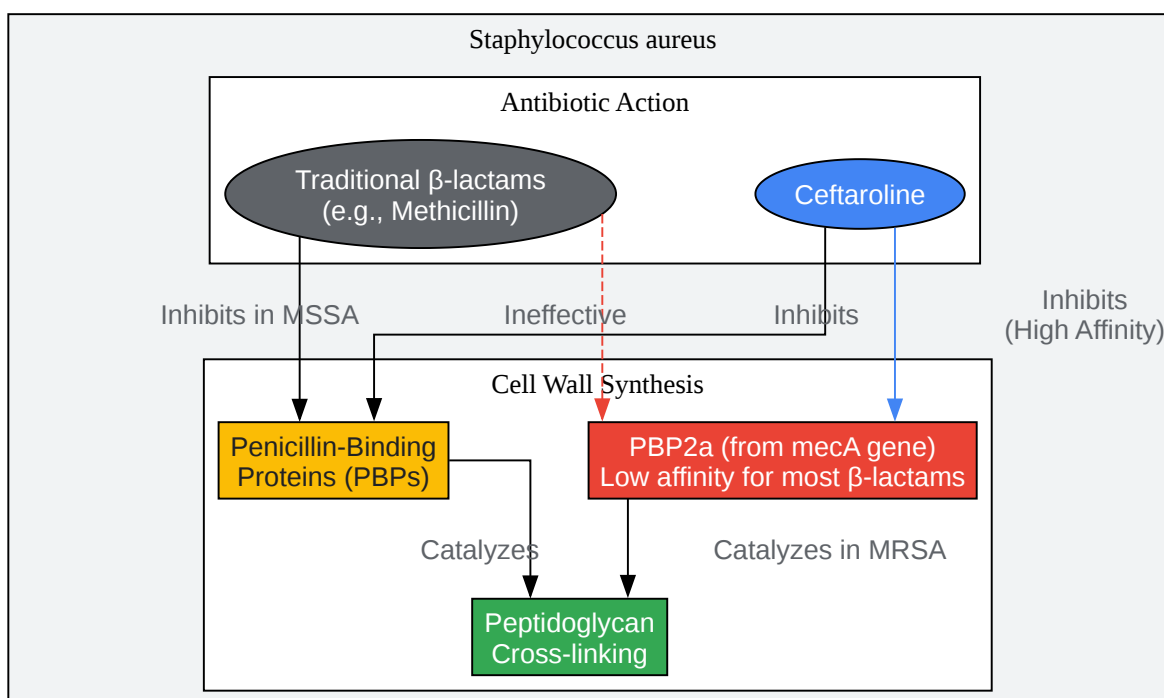 Staphylococcus aureus
Antibiotic Action
Traditional β-lactams
(e.g., Methicillin)
Ceftaroline
Inhibits in MSSA
Ineffective
Inhibits
Inhibits
(High Affinity)
Cell Wall Synthesis
Penicillin-Binding
Proteins (PBPs)
PBP2a (from mecA gene)
Low affinity for most β-lactams
Catalyzes
Catalyzes in MRSA
Peptidoglycan
Cross-linking